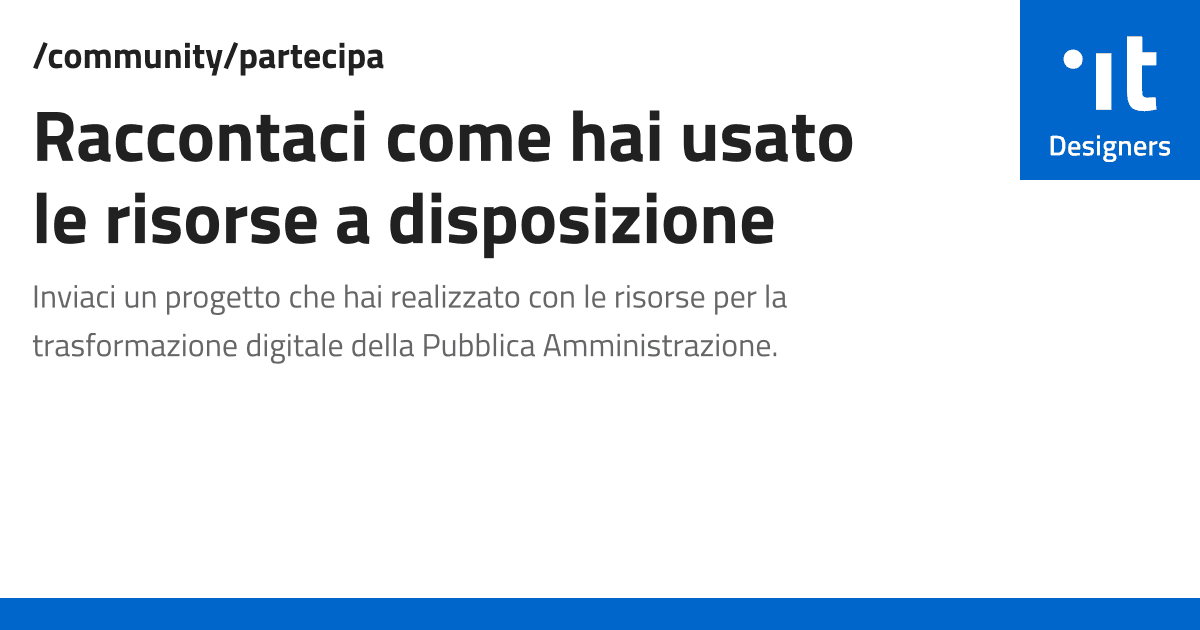 /community/partecipa
Raccontaci come hai usato
le risorse a disposizione
Inviaci un progetto che hai realizzato con le risorse per la
trasformazione digitale della Pubblica Amministrazione.
.it
Designers